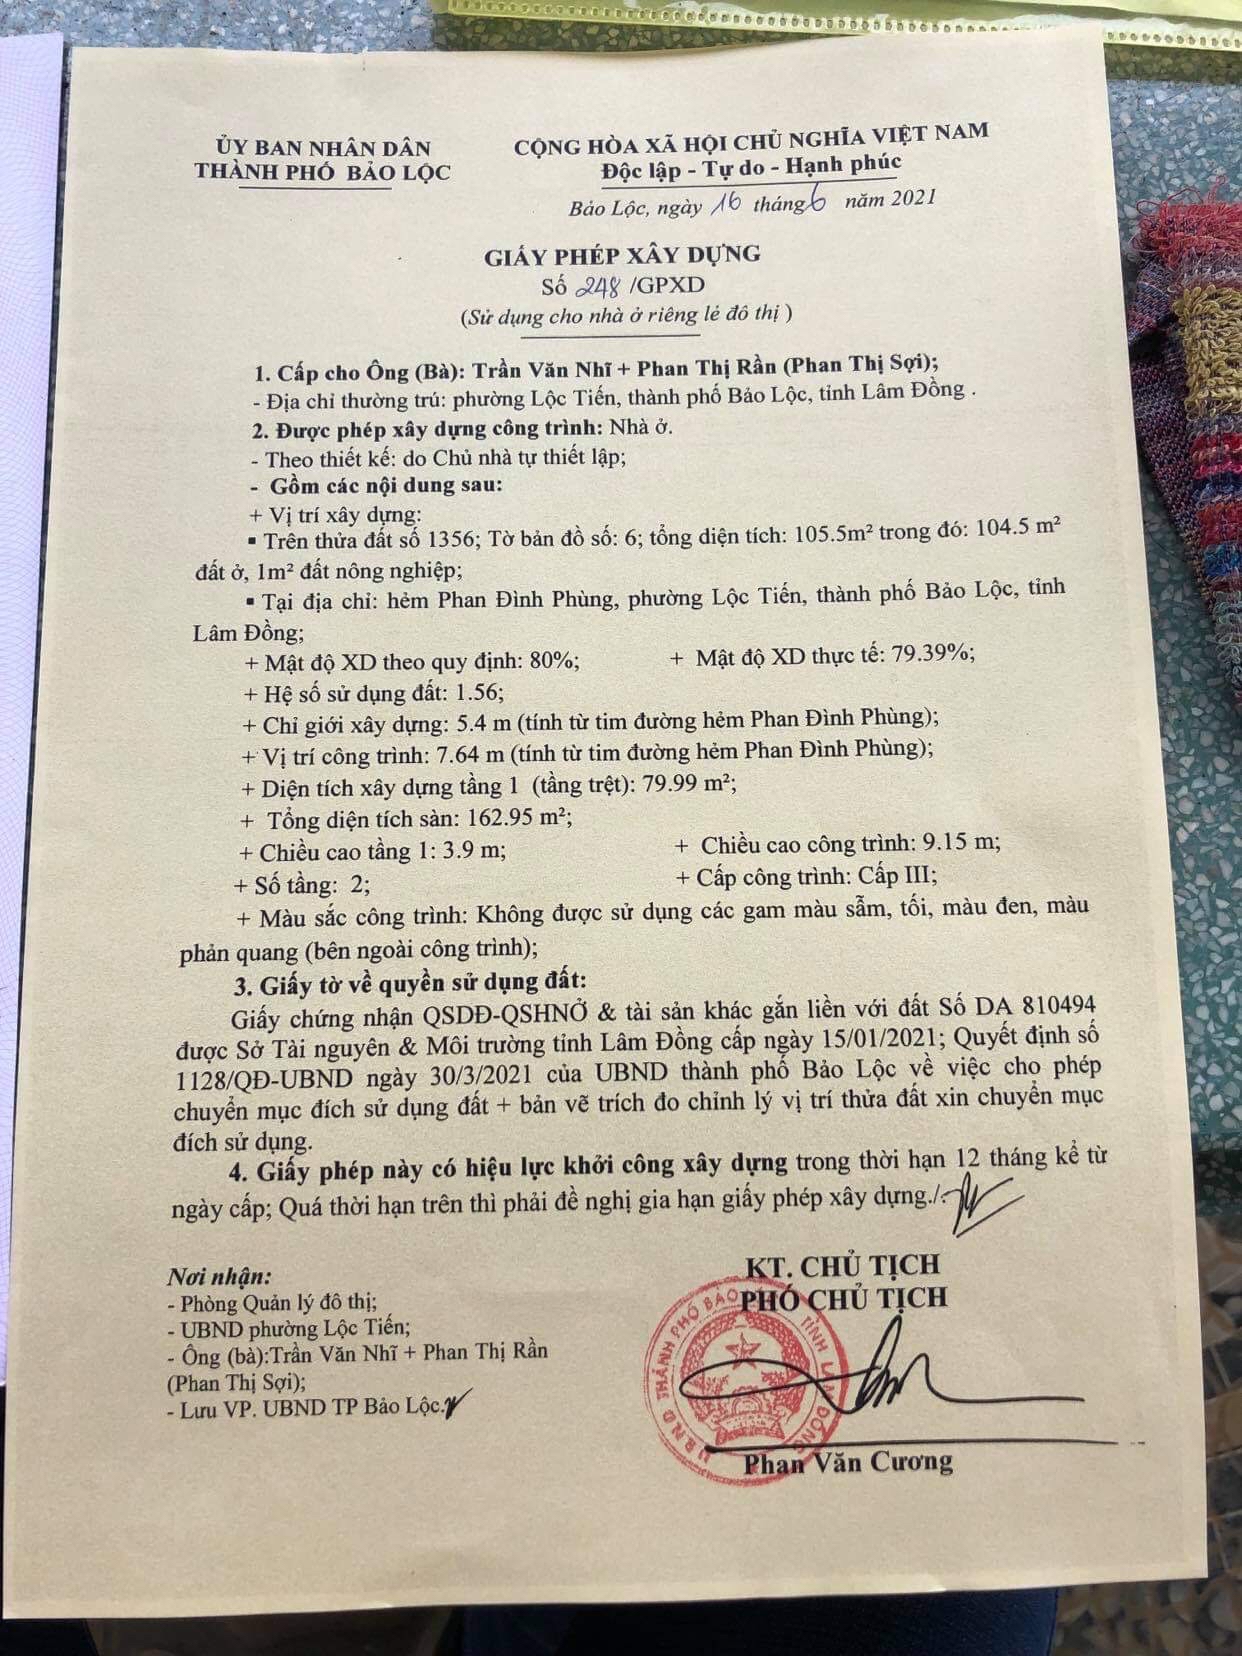 ỦY BAN NHÂN DÂN
THÀNH PHỐ BẢO LỘC
CỘNG HÒA XÃ HỘI CHỦ NGHĨA VIỆT NAM
Độc lập - Tự do - Hạnh phúc
Bảo Lộc, ngày 16 tháng 6 năm 2021
GIẤY PHÉP XÂY DỰNG
Số 248 /GPXD
(Sử dụng cho nhà ở riêng lẻ đô thị )
1. Cấp cho Ông (Bà): Trần Văn Nhĩ + Phan Thị Rần (Phan Thị Sợi);
- Địa chỉ thường trú: phường Lộc Tiến, thành phố Bảo Lộc, tỉnh Lâm Đồng .
2. Được phép xây dựng công trình: Nhà ở.
- Theo thiết kế: do Chủ nhà tự thiết lập;
- Gồm các nội dung sau:
+ Vị trí xây dựng:
▪ Trên thửa đất số 1356; Tờ bản đồ số: 6; tổng diện tích: 105.5m² trong đó: 104.5 m²
đất ở, 1m² đất nông nghiệp;
▪ Tại địa chỉ: hẻm Phan Đình Phùng, phường Lộc Tiến, thành phố Bảo Lộc, tỉnh
Lâm Đồng;
+ Mật độ XD theo quy định: 80%; + Mật độ XD thực tế: 79.39%;
+ Hệ số sử dụng đất: 1.56;
+ Chỉ giới xây dựng: 5.4 m (tính từ tim đường hẻm Phan Đình Phùng);
+ Vị trí công trình: 7.64 m (tính từ tim đường hẻm Phan Đình Phùng);
+ Diện tích xây dựng tầng 1 (tầng trệt): 79.99 m²;
+ Tổng diện tích sàn: 162.95 m²;
+ Chiều cao tầng 1: 3.9 m; + Chiều cao công trình: 9.15 m;
+ Số tầng: 2; + Cấp công trình: Cấp III;
+ Màu sắc công trình: Không được sử dụng các gam màu sẫm, tối, màu đen, màu
phản quang (bên ngoài công trình);
3. Giấy tờ về quyền sử dụng đất:
Giấy chứng nhận QSDĐ-QSHNỞ & tài sản khác gắn liền với đất Số DA 810494
được Sở Tài nguyên & Môi trường tỉnh Lâm Đồng cấp ngày 15/01/2021; Quyết định số
1128/QĐ-UBND ngày 30/3/2021 của UBND thành phố Bảo Lộc về việc cho phép
chuyển mục đích sử dụng đất + bản vẽ trích đo chỉnh lý vị trí thửa đất xin chuyển mục
đích sử dụng.
4. Giấy phép này có hiệu lực khởi công xây dựng trong thời hạn 12 tháng kể từ
ngày cấp; Quá thời hạn trên thì phải đề nghị gia hạn giấy phép xây dựng./.
Nơi nhận:
- Phòng Quản lý đô thị;
- UBND phường Lộc Tiến;
- Ông (bà):Trần Văn Nhĩ + Phan Thị Rần
(Phan Thị Sợi);
- Lưu VP. UBND TP Bảo Lộc.
KT. CHỦ TỊCH
PHÓ CHỦ TỊCH
U.B.N.D THÀNH PHỐ BẢO TỈNH LÂM ĐỒNG
Phan Văn Cương